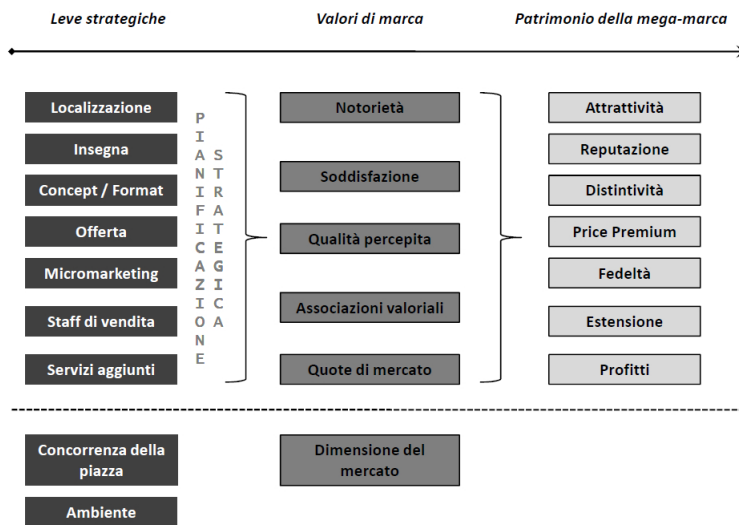 Leve strategiche
Valori di marca
Patrimonio della mega-marca
Localizzazione
Insegna
Concept / Format
Offerta
Micromarketing
Staff di vendita
Servizi aggiunti
PIANIFICAZIONE
STRATEGICA
Notorietà
Soddisfazione
Qualità percepita
Associazioni valoriali
Quote di mercato
Attrattività
Reputazione
Distintività
Price Premium
Fedeltà
Estensione
Profitti
Concorrenza della
piazza
Ambiente
Dimensione del
mercato